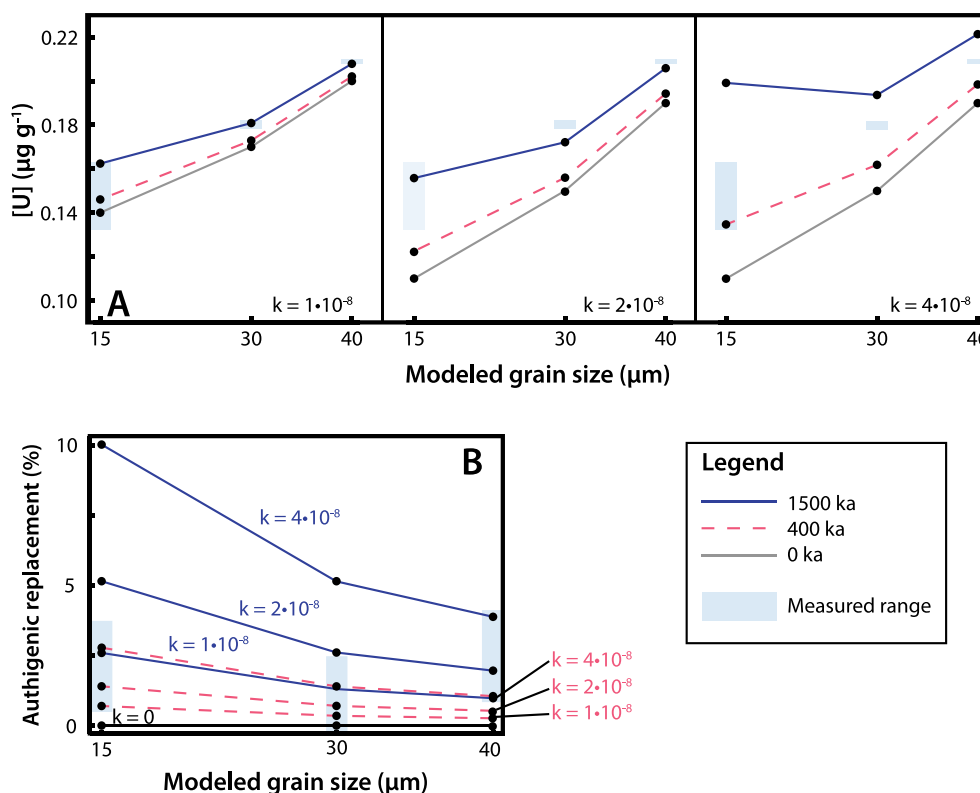 0.22
0.18
0.14
0.10
[U] (μg g⁻¹)
A
k = 1•10⁻⁸
k = 2•10⁻⁸
k = 4•10⁻⁸
15 30 40 15 30 40 15 30 40
Modeled grain size (μm)
B
10
5
0
Authigenic replacement (%)
k = 4•10⁻⁸
k = 2•10⁻⁸
k = 1•10⁻⁸
k = 0
k = 4•10⁻⁸
k = 2•10⁻⁸
k = 1•10⁻⁸
15 30 40
Modeled grain size (μm)
Legend
1500 ka
400 ka
0 ka
Measured range